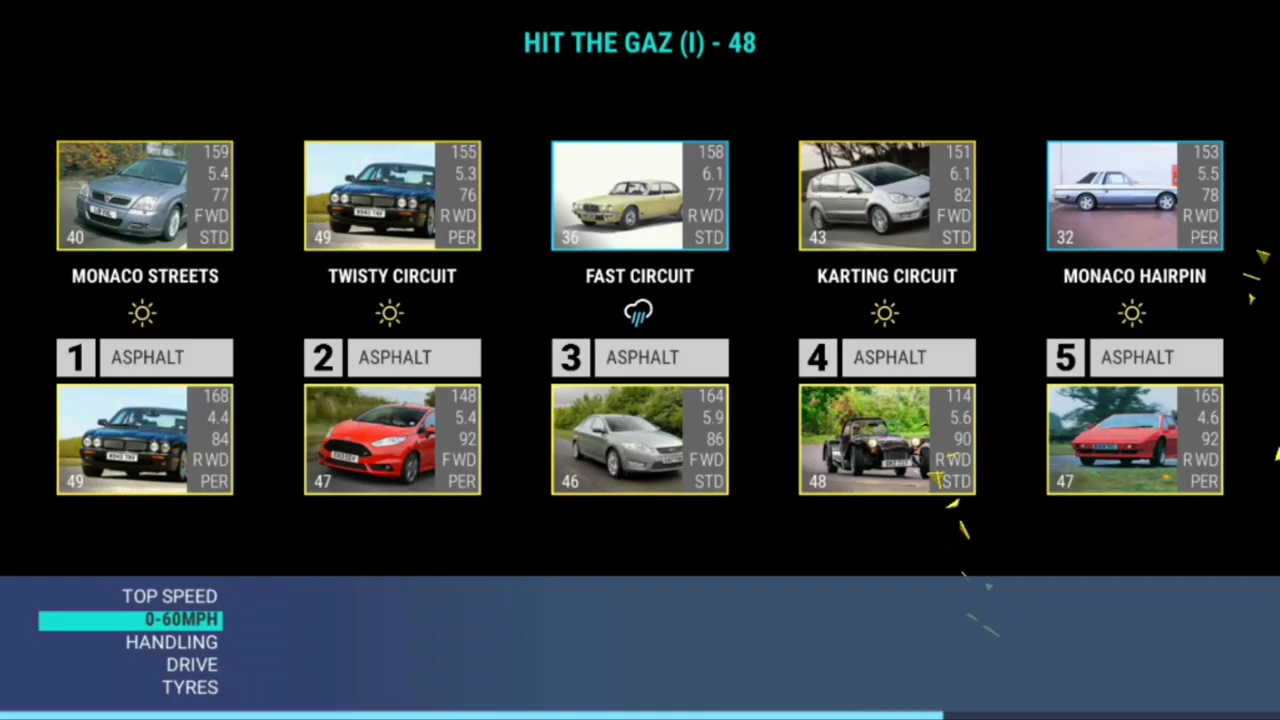 HIT THE GAZ (I) - 48
159
5.4
77
FWD
STD
40
155
5.3
76
RWD
PER
49
158
6.1
77
RWD
STD
36
151
6.1
82
FWD
STD
43
153
5.5
78
RWD
PER
32
MONACO STREETS
TWISTY CIRCUIT
FAST CIRCUIT
KARTING CIRCUIT
MONACO HAIRPIN
1 ASPHALT
2 ASPHALT
3 ASPHALT
4 ASPHALT
5 ASPHALT
168
4.4
84
RWD
PER
49
148
5.4
92
FWD
PER
47
164
5.9
86
FWD
STD
46
114
5.6
90
RWD
STD
48
165
4.6
92
RWD
PER
47
TOP SPEED
0-60MPH
HANDLING
DRIVE
TYRES